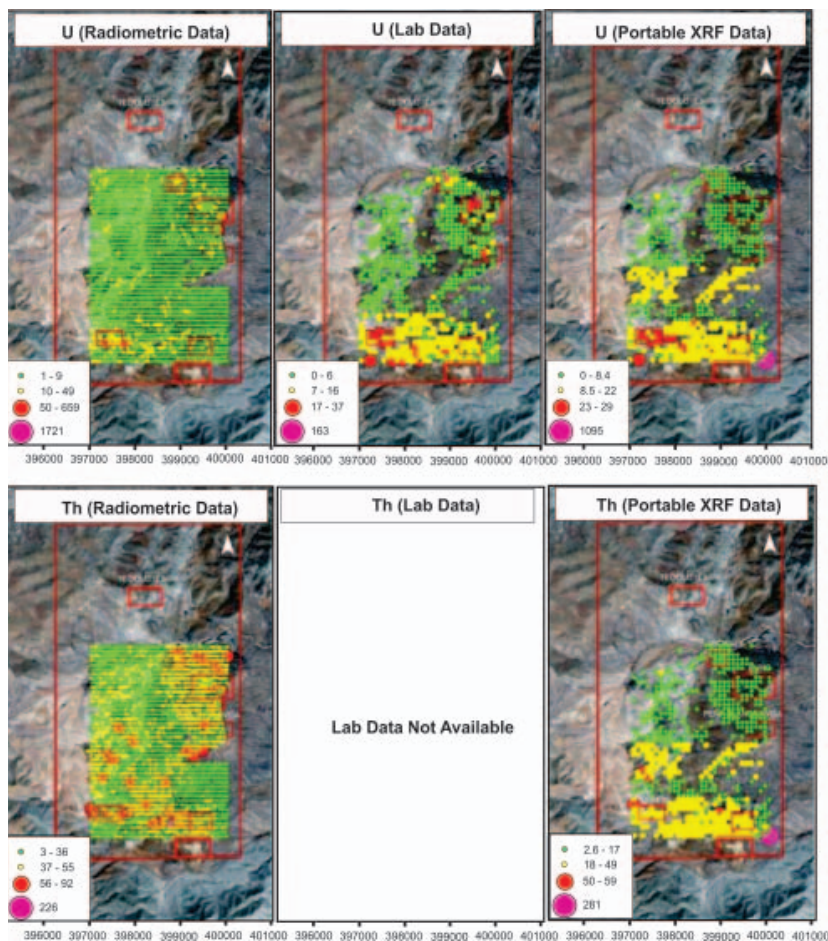 U (Radiometric Data)
U (Lab Data)
U (Portable XRF Data)
1 - 9
10 - 49
50 - 659
1721
0 - 6
7 - 16
17 - 37
163
0 - 8.4
8.5 - 22
23 - 29
1095
396000 397000 398000 399000 400000 401000
396000 397000 398000 399000 400000 401000
396000 397000 398000 399000 400000 401000
Th (Radiometric Data)
Th (Lab Data)
Th (Portable XRF Data)
Lab Data Not Available
3 - 36
37 - 55
56 - 92
226
2.6 - 17
18 - 49
50 - 59
281
396000 397000 398000 399000 400000 401000
396000 397000 398000 399000 400000 401000
396000 397000 398000 399000 400000 401000